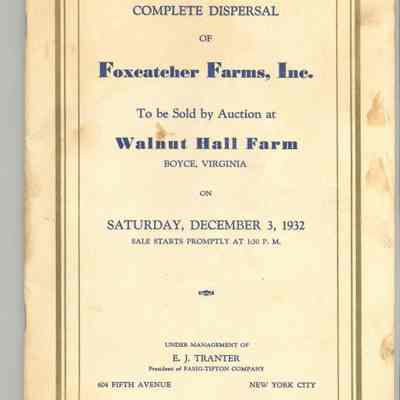 COMPLETE DISPERSAL
OF
Foxcatcher Farms, Inc.
To be Sold by Auction at
Walnut Hall Farm
BOYCE, VIRGINIA
ON
SATURDAY, DECEMBER 3, 1932
SALE STARTS PROMPTLY AT 1:30 P. M.
UNDER MANAGEMENT OF
E. J. TRANTER
President of FASIG-TIPTON COMPANY
604 FIFTH AVENUE NEW YORK CITY